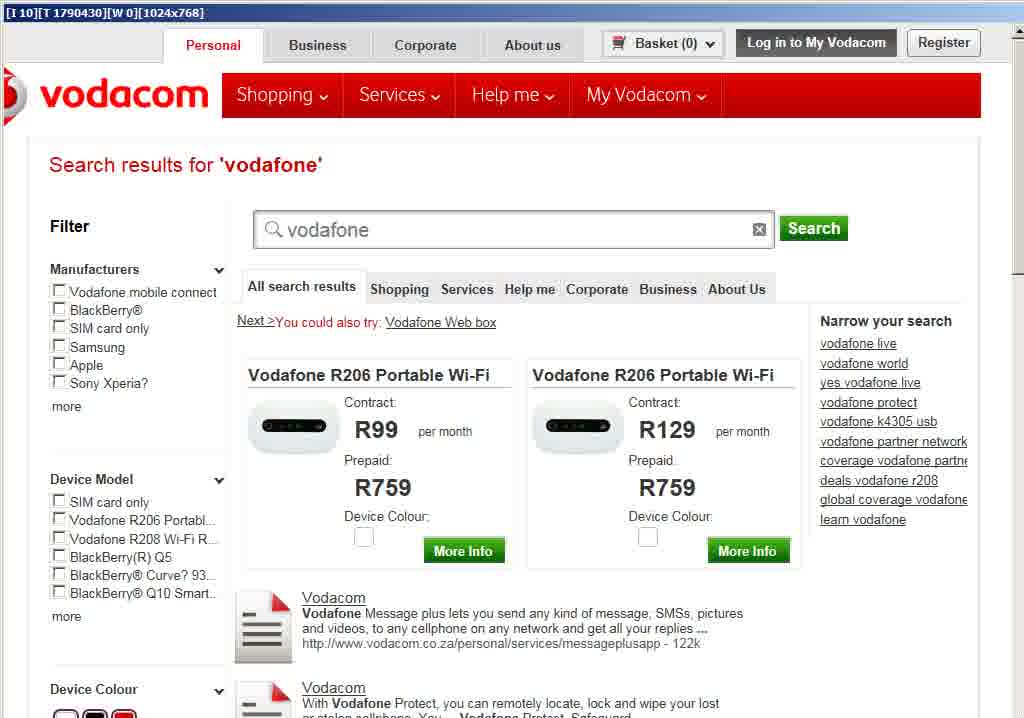 [I 10][T 1790430][W 0][1024x768]
Personal Business Corporate About us Basket (0) Log in to My Vodacom Register
vodacom Shopping Services Help me My Vodacom
Search results for 'vodafone'
Filter
vodafone Search
Manufacturers
Vodafone mobile connect
BlackBerry®
SIM card only
Samsung
Apple
Sony Xperia?
more
Device Model
SIM card only
Vodafone R206 Portabl...
Vodafone R208 Wi-Fi R...
BlackBerry(R) Q5
BlackBerry® Curve? 93...
BlackBerry® Q10 Smart...
more
Device Colour
All search results Shopping Services Help me Corporate Business About Us
Next >You could also try: Vodafone Web box
Vodafone R206 Portable Wi-Fi
Contract:
R99 per month
Prepaid:
R759
Device Colour:
More Info
Vodafone R206 Portable Wi-Fi
Contract:
R129 per month
Prepaid:
R759
Device Colour:
More Info
Vodacom
Vodafone Message plus lets you send any kind of message, SMSs, pictures
and videos, to any cellphone on any network and get all your replies ...
http://www.vodacom.co.za/personal/services/messageplusapp - 122k
Vodacom
With Vodafone Protect, you can remotely locate, lock and wipe your lost
or stolen cellphone. You ... Vodafone Protect. Safeguard
Narrow your search
vodafone live
vodafone world
yes vodafone live
vodafone protect
vodafone k4305 usb
vodafone partner network
coverage vodafone partne
deals vodafone r208
global coverage vodafone
learn vodafone